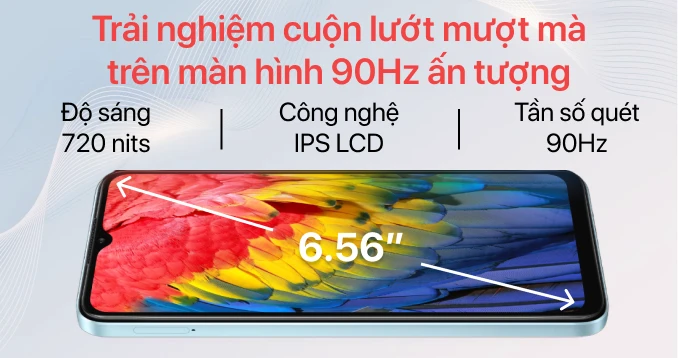 Trải nghiệm cuộn lướt mượt mà
trên màn hình 90Hz ấn tượng
Độ sáng
720 nits
Công nghệ
IPS LCD
Tần số quét
90Hz
6.56"